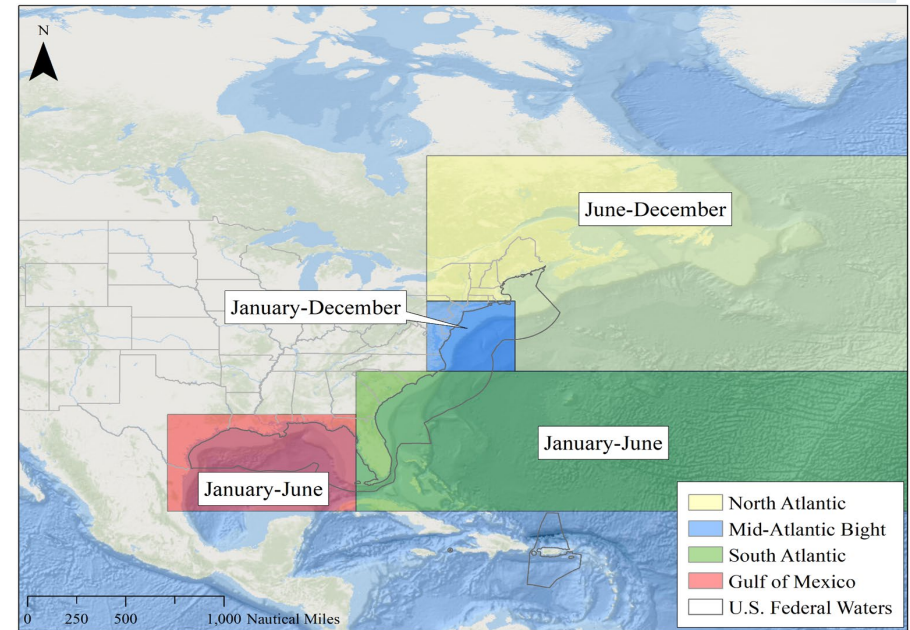 N
June-December
January-December
January-June
January-June
North Atlantic
Mid-Atlantic Bight
South Atlantic
Gulf of Mexico
U.S. Federal Waters
0 250 500 1,000 Nautical Miles